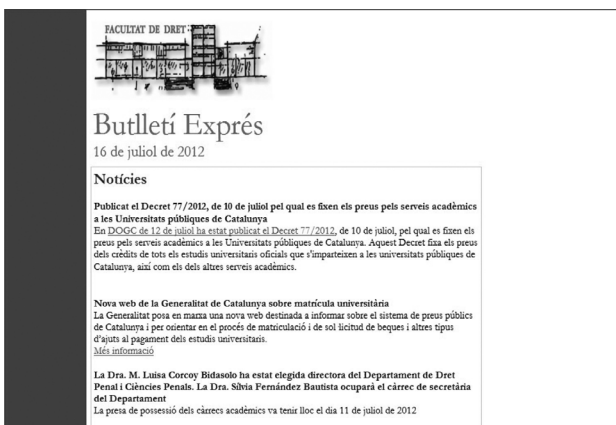 FACULTAT DE DRET
Butlletí Exprés
16 de juliol de 2012
Notícies
Publicat el Decret 77/2012, de 10 de juliol pel qual es fixen els preus pels serveis acadèmics
a les Universitats públiques de Catalunya
En DOGC de 12 de juliol ha estat publicat el Decret 77/2012, de 10 de juliol, pel qual es fixen els
preus pels serveis acadèmics a les Universitats públiques de Catalunya. Aquest Decret fixa els preus
dels crèdits de tots els estudis universitaris oficials que s'imparteixen a les universitats públiques de
Catalunya, així com els dels altres serveis acadèmics.
Nova web de la Generalitat de Catalunya sobre matrícula universitària
La Generalitat posa en marxa una nova web destinada a informar sobre el sistema de preus públics
de Catalunya i per orientar en el procés de matriculació i de sol·licitud de beques i altres tipus
d'ajuts al pagament dels estudis universitaris.
Més informació
La Dra. M. Luisa Corcoy Bidasolo ha estat elegida directora del Departament de Dret
Penal i Ciències Penals. La Dra. Sílvia Fernández Bautista ocuparà el càrrec de secretària
del Departament
La presa de possessió dels càrrecs acadèmics va tenir lloc el dia 11 de juliol de 2012